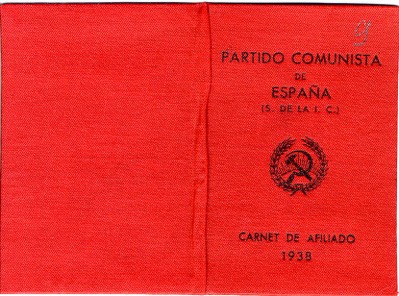 PARTIDO COMUNISTA
DE
ESPAÑA
(S. DE LA I. C.)
CARNET DE AFILIADO
1938